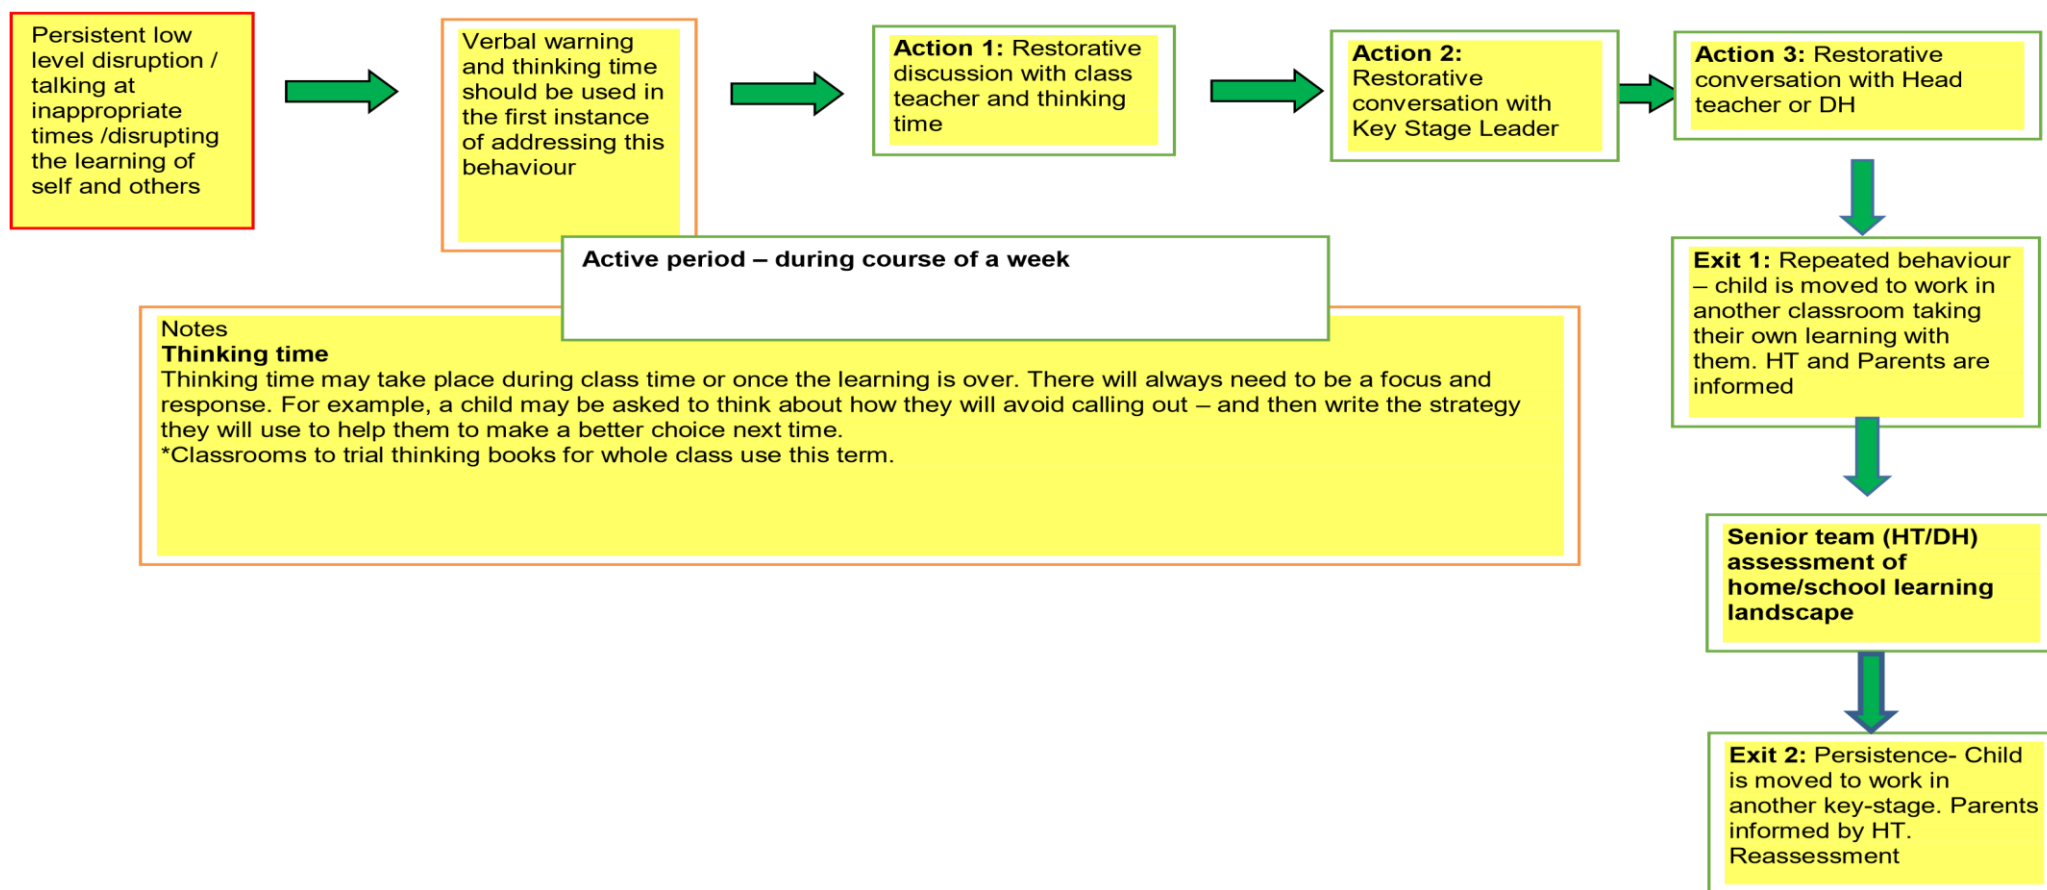 Persistent low
level disruption /
talking at
inappropriate
times /disrupting
the learning of
self and others
Verbal warning
and thinking time
should be used in
the first instance
of addressing this
behaviour
Action 1: Restorative
discussion with class
teacher and thinking
time
Action 2:
Restorative
conversation with
Key Stage Leader
Action 3: Restorative
conversation with Head
teacher or DH
Active period – during course of a week
Notes
Thinking time
Thinking time may take place during class time or once the learning is over. There will always need to be a focus and
response. For example, a child may be asked to think about how they will avoid calling out – and then write the strategy
they will use to help them to make a better choice next time.
*Classrooms to trial thinking books for whole class use this term.
Exit 1: Repeated behaviour
– child is moved to work in
another classroom taking
their own learning with
them. HT and Parents are
informed
Senior team (HT/DH)
assessment of
home/school learning
landscape
Exit 2: Persistence- Child
is moved to work in
another key-stage. Parents
informed by HT.
Reassessment